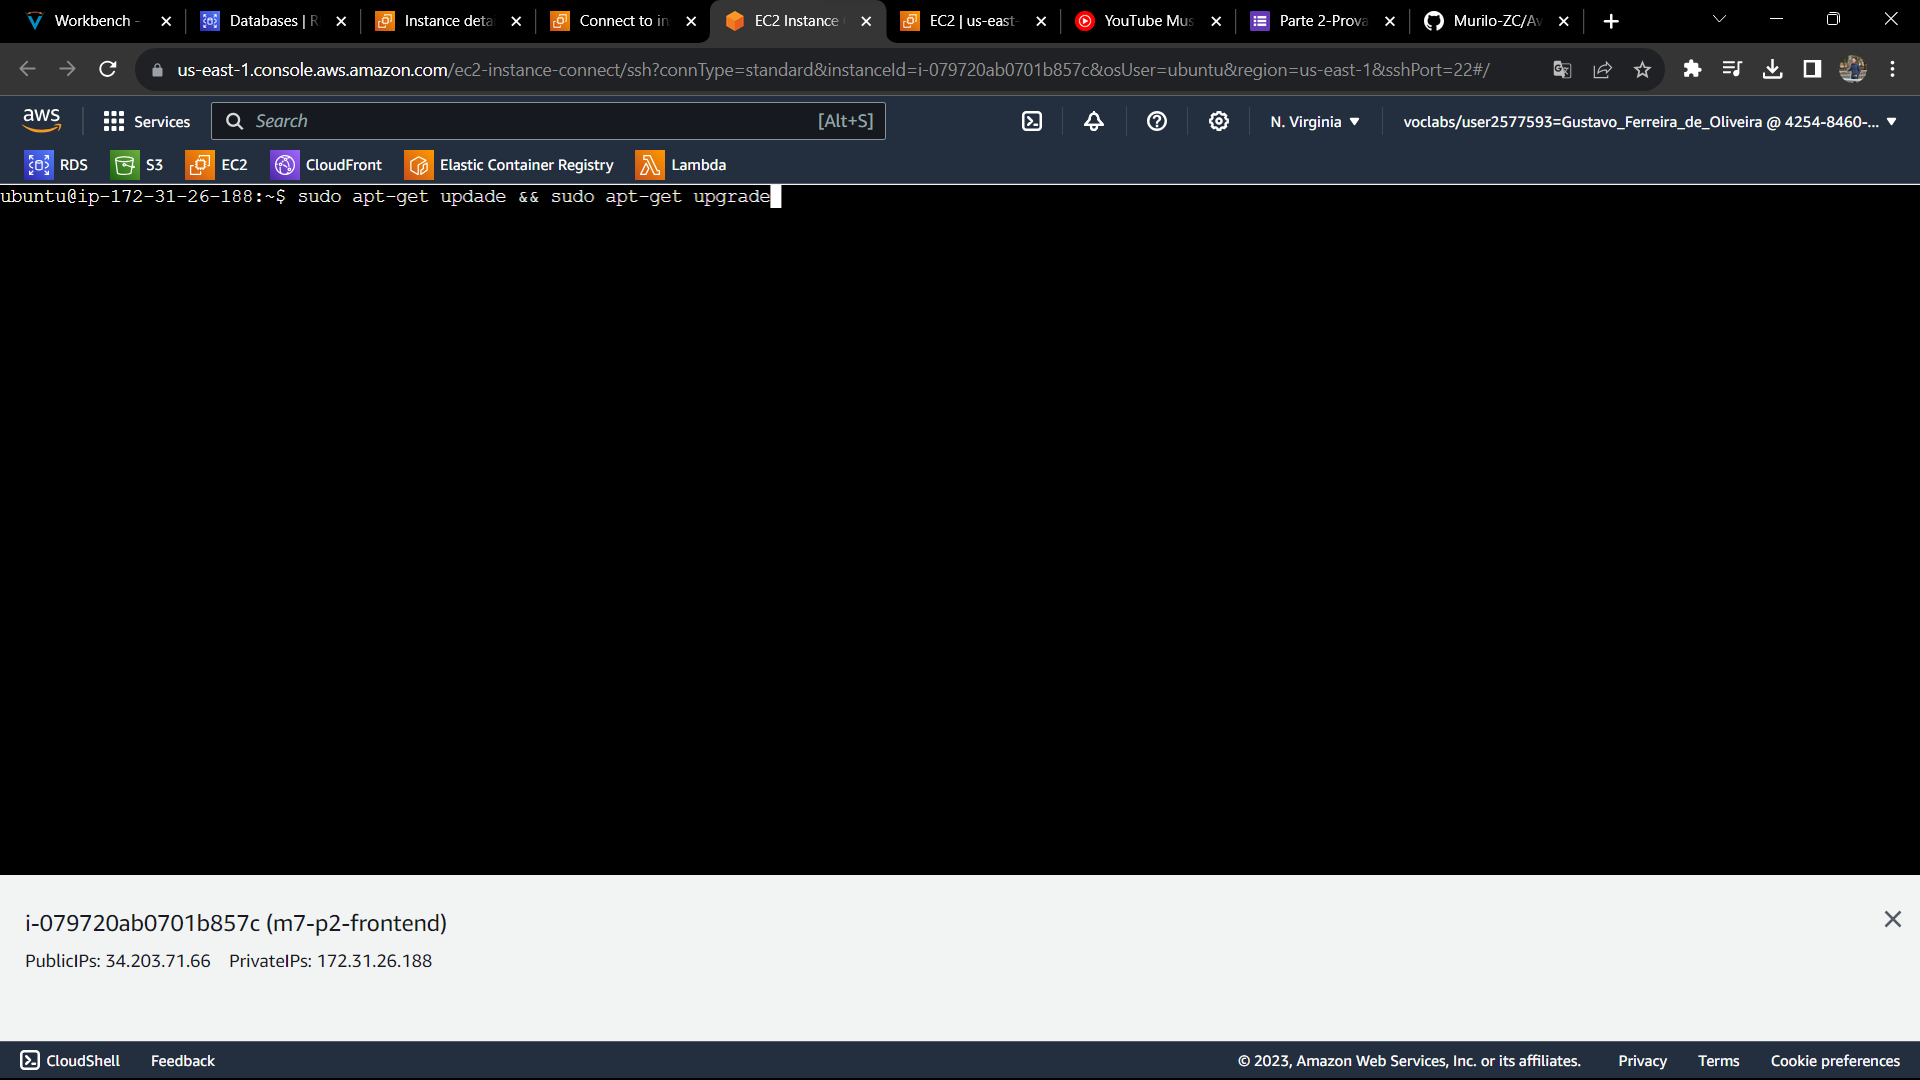 Workbench - Databases | R Instance deta Connect to in EC2 Instance EC2 | us-east- YouTube Mus Parte 2-Prova Murilo-ZC/Av
us-east-1.console.aws.amazon.com/ec2-instance-connect/ssh?connType=standard&instanceId=i-079720ab0701b857c&osUser=ubuntu&region=us-east-1&sshPort=22#/
aws Services Search [Alt+S] N. Virginia voclabs/user2577593=Gustavo_Ferreira_de_Oliveira @ 4254-8460-...
RDS S3 EC2 CloudFront Elastic Container Registry Lambda
ubuntu@ip-172-31-26-188:~$ sudo apt-get updade && sudo apt-get upgrade
i-079720ab0701b857c (m7-p2-frontend)
PublicIPs: 34.203.71.66 PrivateIPs: 172.31.26.188
CloudShell Feedback © 2023, Amazon Web Services, Inc. or its affiliates. Privacy Terms Cookie preferences